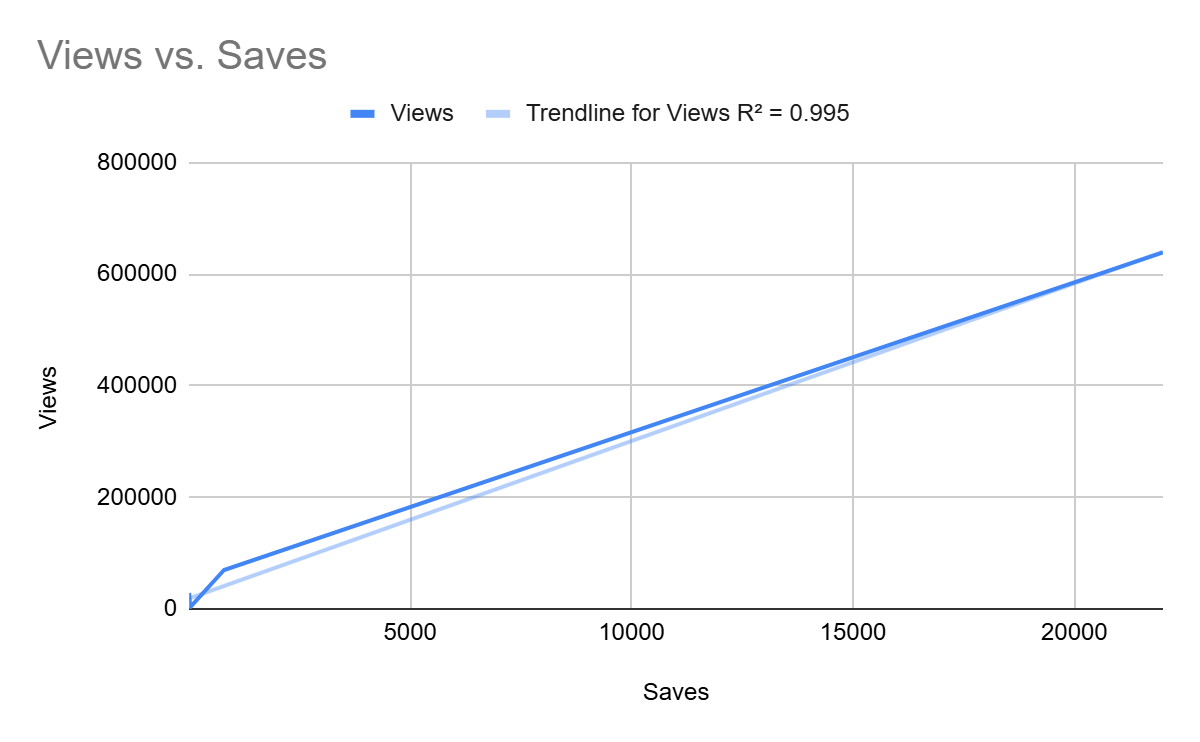 Views vs. Saves
Views Trendline for Views R² = 0.995
800000
600000
400000
200000
0
Views
5000 10000 15000 20000
Saves